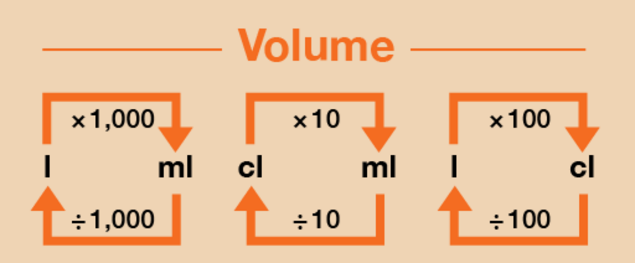 Volume
×1,000 ×10 ×100
l ml cl ml l cl
÷1,000 ÷10 ÷100